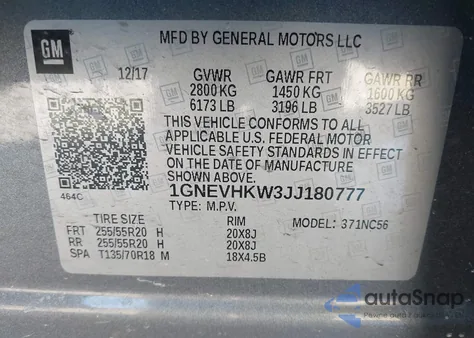 GM
MFD BY GENERAL MOTORS LLC
GM
12/17 GVWR GAWR FRT GAWR RR
2800 KG 1450 KG 1600 KG
6173 LB 3196 LB 3527 LB
THIS VEHICLE CONFORMS TO ALL
APPLICABLE U.S. FEDERAL MOTOR
VEHICLE SAFETY STANDARDS IN EFFECT
ON THE DATE OF MANUFACTURE
SHOWN ABOVE.
464C
1GNEVHKW3JJ180777
TYPE: M.P.V.
TIRE SIZE RIM MODEL: 371NC56
FRT 255/55R20 H 20X8J
RR 255/55R20 H 20X8J
SPA T135/70R18 M 18X4.5B
autoSnap